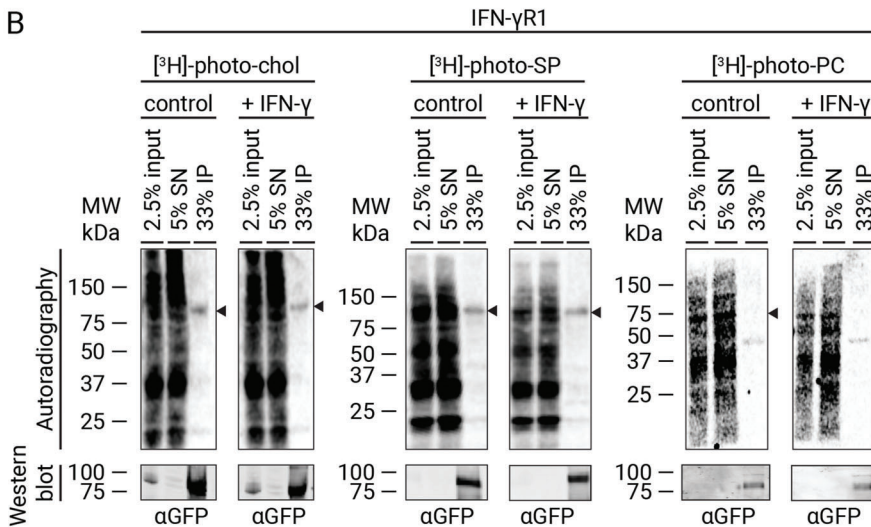 B
IFN-γR1
[³H]-photo-chol
[³H]-photo-SP
[³H]-photo-PC
control
+ IFN-γ
control
+ IFN-γ
control
+ IFN-γ
MW
kDa
2.5% input
5% SN
33% IP
2.5% input
5% SN
33% IP
MW
kDa
2.5% input
5% SN
33% IP
2.5% input
5% SN
33% IP
MW
kDa
2.5% input
5% SN
33% IP
2.5% input
5% SN
33% IP
Autoradiography
150
75
50
37
25
150
75
50
37
25
150
75
50
37
25
Western
blot
100
75
100
75
100
75
αGFP
αGFP
αGFP
αGFP
αGFP
αGFP